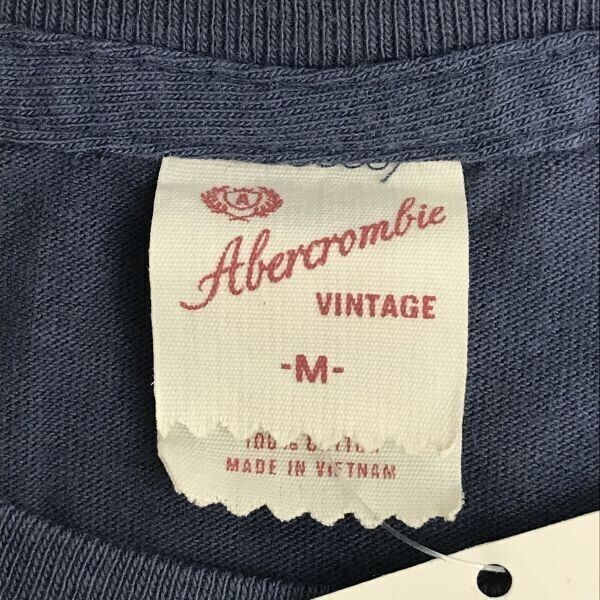 A
Abercrombie
VINTAGE
-M-
100% COTTON
MADE IN VIETNAM